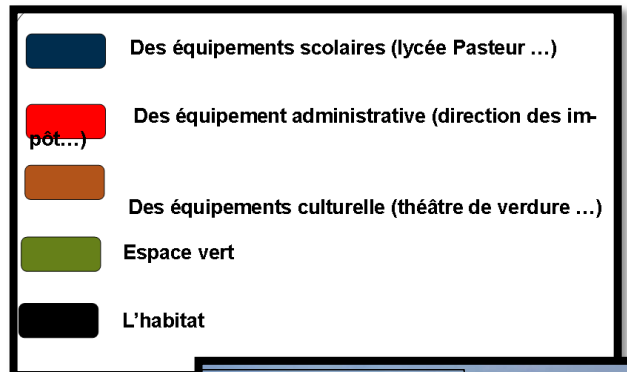 Des équipements scolaires (lycée Pasteur …)
Des équipement administrative (direction des im-
pôt…)
Des équipements culturelle (théâtre de verdure …)
Espace vert
L’habitat